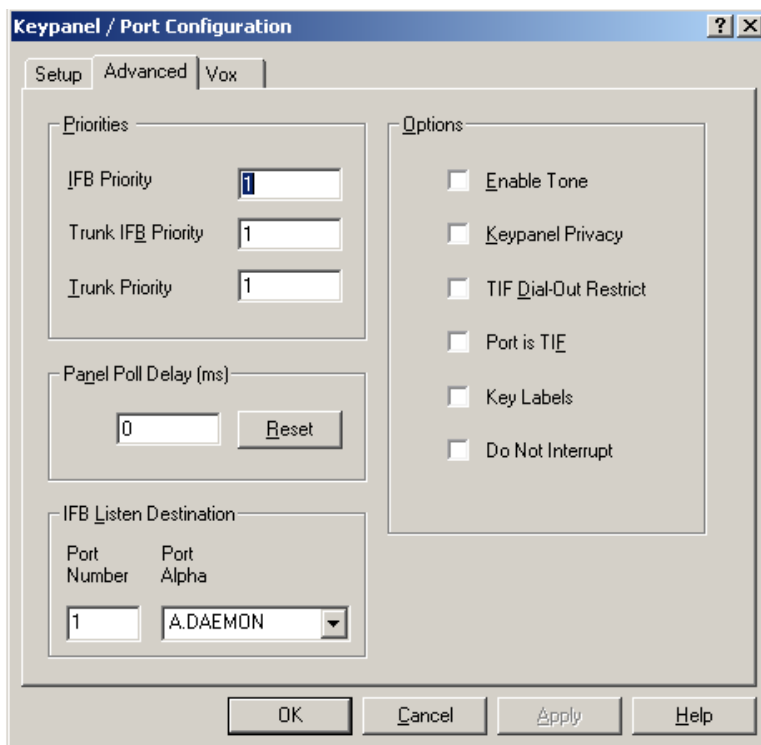 Keypanel / Port Configuration
Setup
Advanced
Vox
Priorities
IFB Priority
1
Trunk IFB Priority
1
Trunk Priority
1
Panel Poll Delay (ms)
0
Reset
IFB Listen Destination
Port Number
Port Alpha
1
A.DAEMON
Options
Enable Tone
Keypanel Privacy
TIF Dial-Out Restrict
Port is TIF
Key Labels
Do Not Interrupt
OK
Cancel
Apply
Help